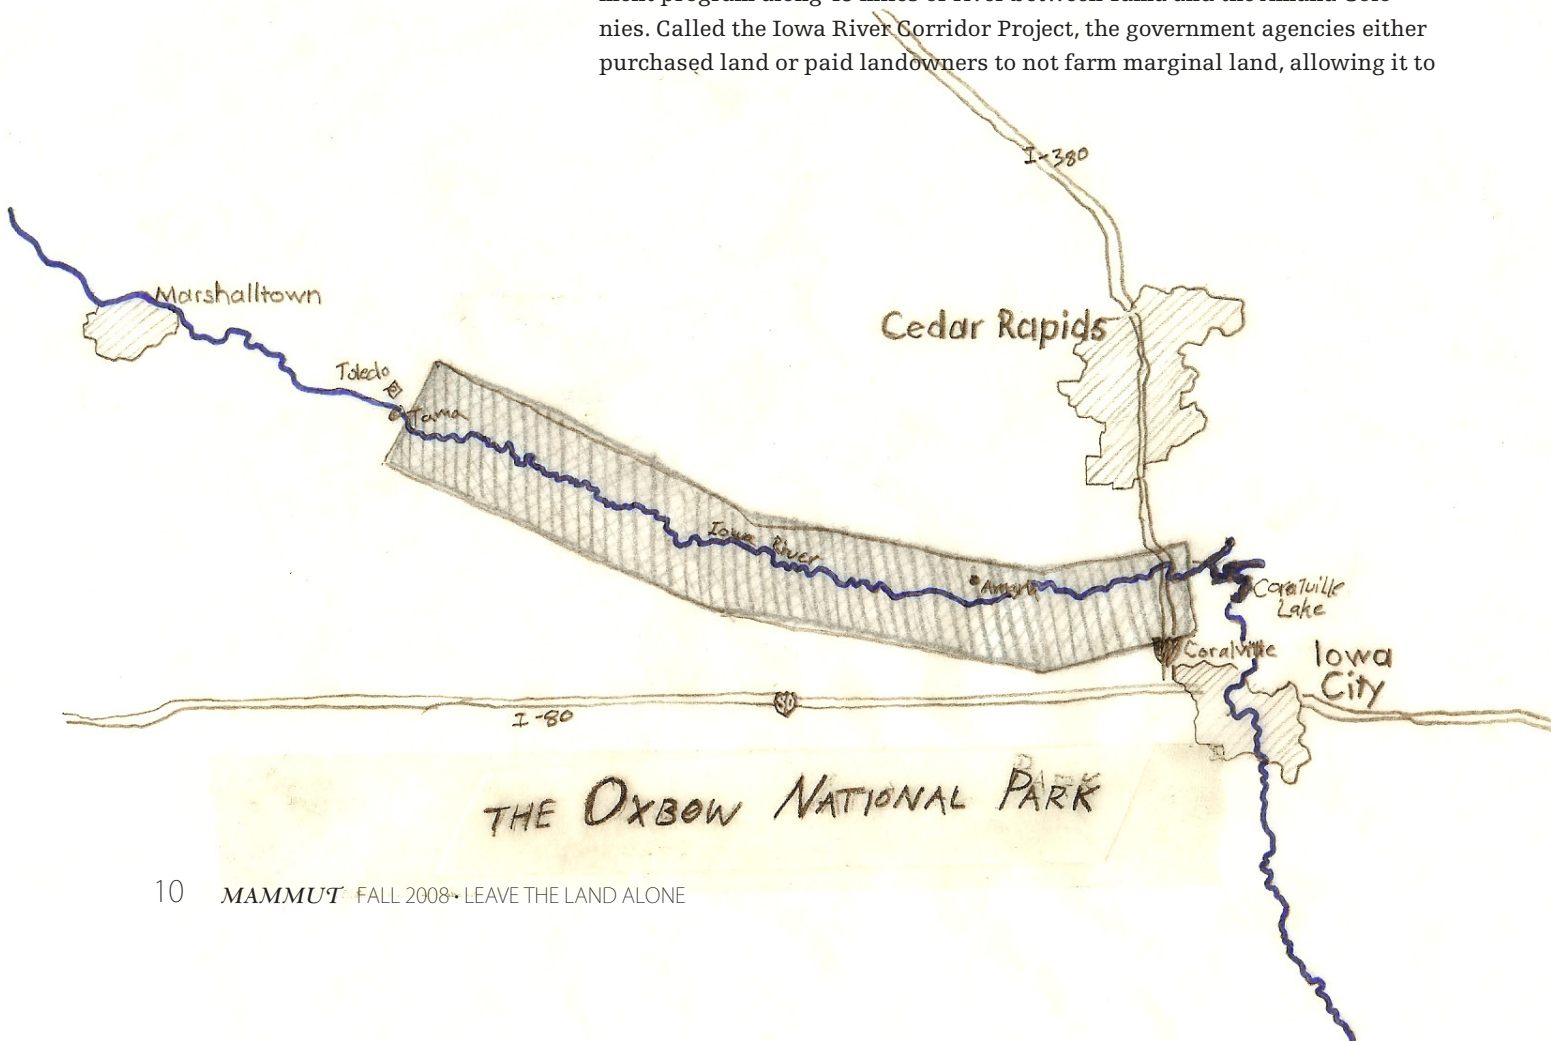 nies. Called the Iowa River Corridor Project, the government agencies either
purchased land or paid landowners to not farm marginal land, allowing it to
I-380
Marshalltown
Cedar Rapids
Toledo
Tama
Iowa River
Amana
Coralville
Lake
Coralville
Iowa
City
80
I-80
THE OXBOW NATIONAL PARK
10 MAMMUT FALL 2008 • LEAVE THE LAND ALONE